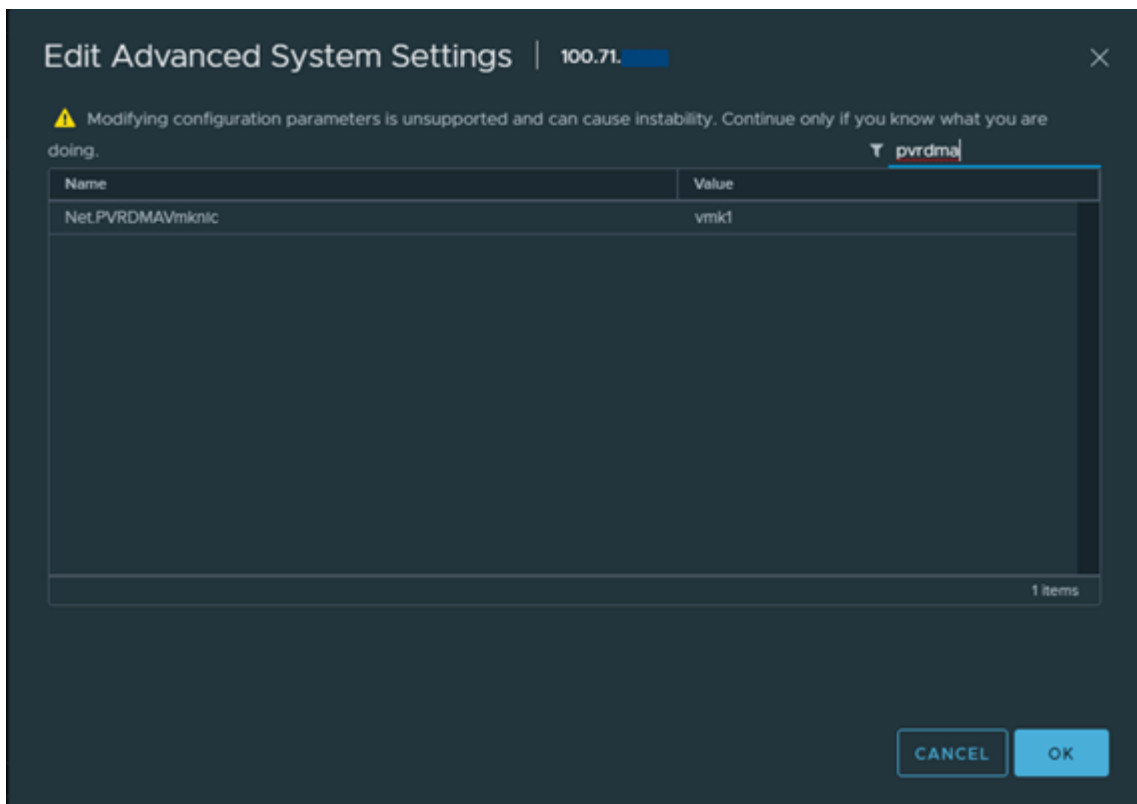 Edit Advanced System Settings | 100.71.
Modifying configuration parameters is unsupported and can cause instability. Continue only if you know what you are
doing. pvrdma
Name Value
Net.PVRDMAVmknic vmk1
1 items
CANCEL OK